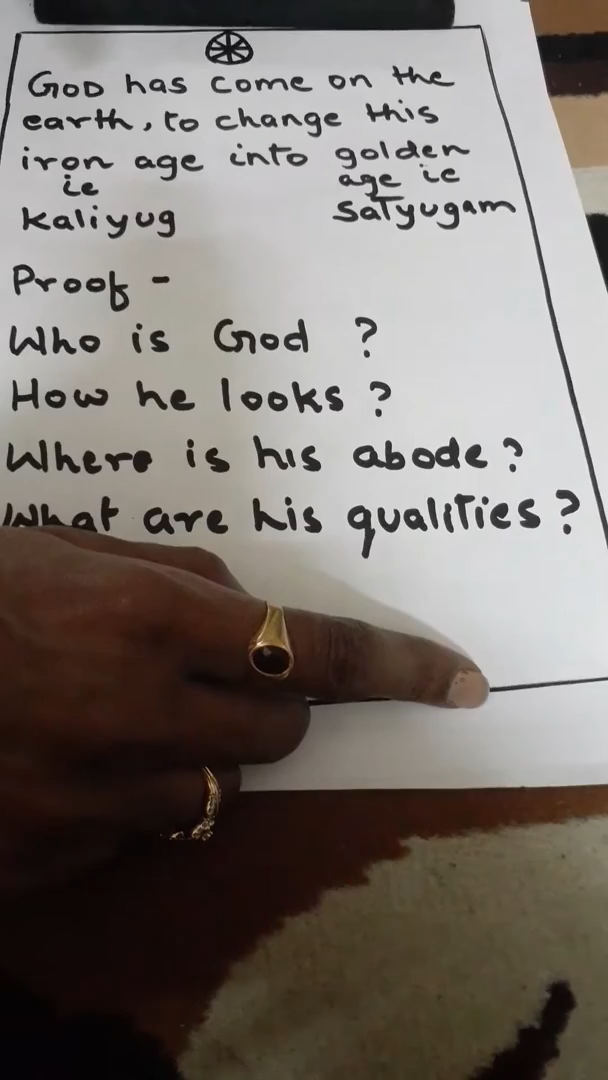 God has come on the
earth, to change this
iron age into golden
ie age ie
Kaliyug Satyugam
Proof -
Who is God ?
How he looks ?
Where is his abode ?
What are his qualities ?